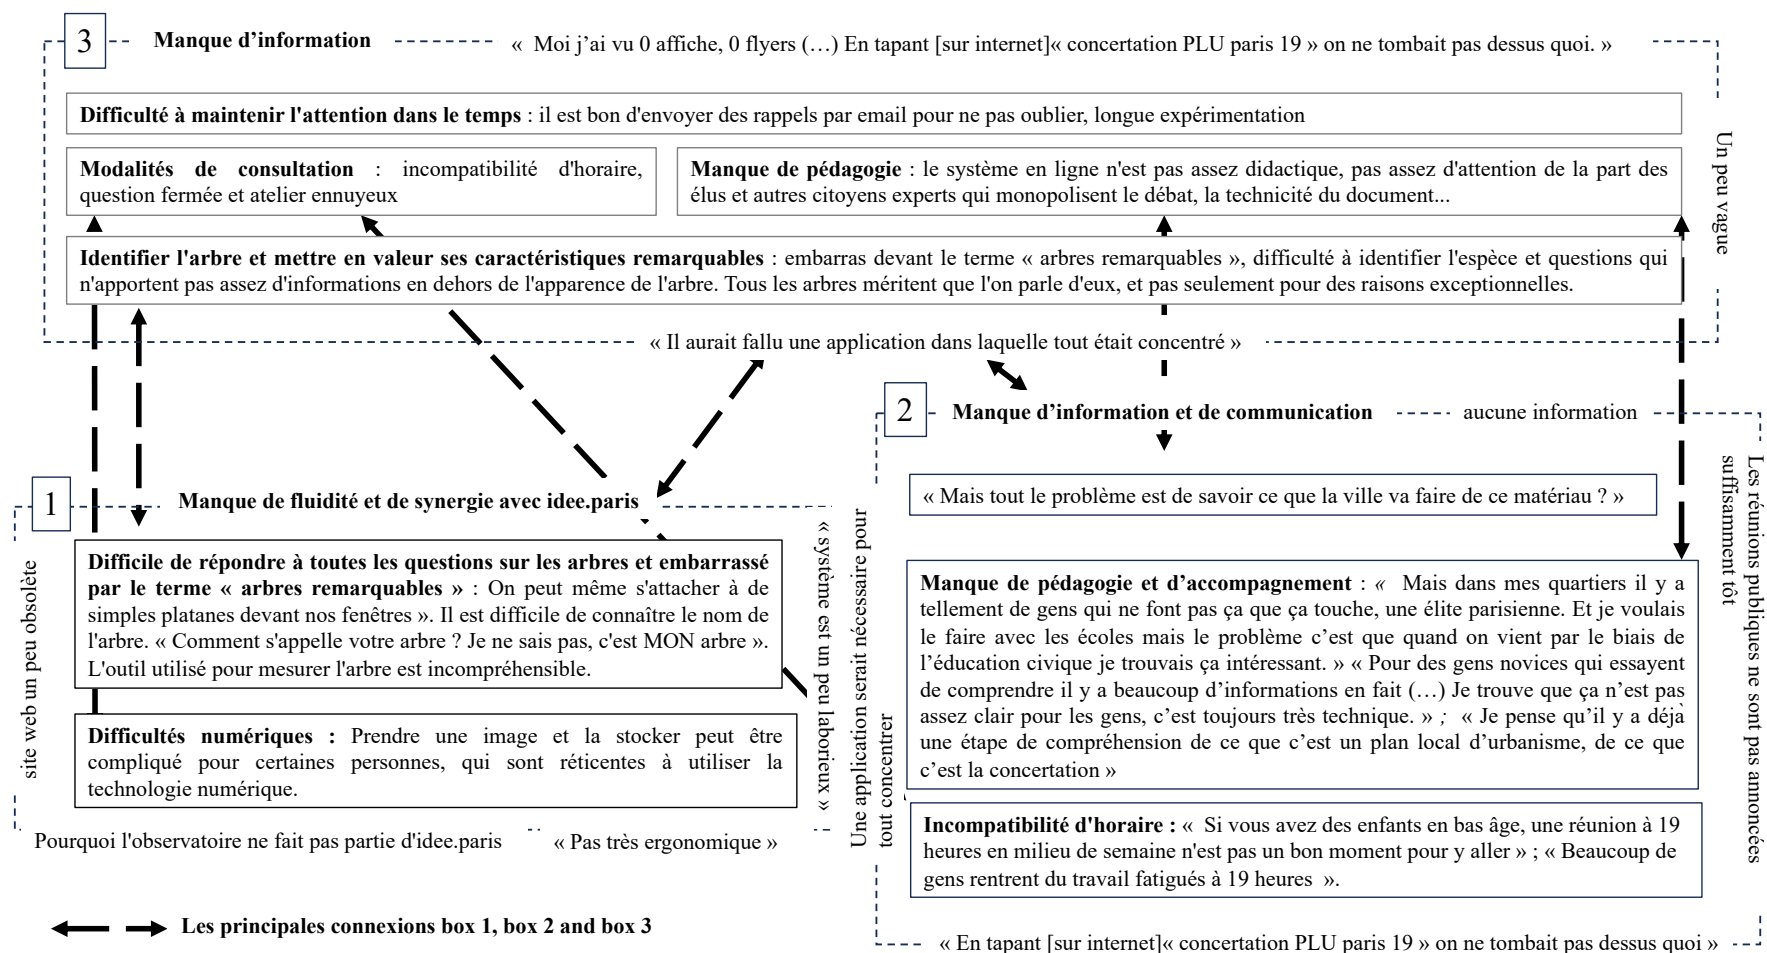 3
Manque d’information
« Moi j’ai vu 0 affiche, 0 flyers (…) En tapant [sur internet]« concertation PLU paris 19 » on ne tombait pas dessus quoi. »
Difficulté à maintenir l'attention dans le temps : il est bon d'envoyer des rappels par email pour ne pas oublier, longue expérimentation
Modalités de consultation : incompatibilité d'horaire,
question fermée et atelier ennuyeux
Manque de pédagogie : le système en ligne n'est pas assez didactique, pas assez d'attention de la part des
élus et autres citoyens experts qui monopolisent le débat, la technicité du document...
Un peu vague
Identifier l'arbre et mettre en valeur ses caractéristiques remarquables : embarras devant le terme « arbres remarquables », difficulté à identifier l'espèce et questions qui
n'apportent pas assez d'informations en dehors de l'apparence de l'arbre. Tous les arbres méritent que l'on parle d'eux, et pas seulement pour des raisons exceptionnelles.
« Il aurait fallu une application dans laquelle tout était concentré »
1
Manque de fluidité et de synergie avec idee.paris
site web un peu obsolète
Difficile de répondre à toutes les questions sur les arbres et embarrassé
par le terme « arbres remarquables » : On peut même s'attacher à de
simples platanes devant nos fenêtres ». Il est difficile de connaître le nom de
l'arbre. « Comment s'appelle votre arbre ? Je ne sais pas, c'est MON arbre ».
L'outil utilisé pour mesurer l'arbre est incompréhensible.
Difficultés numériques : Prendre une image et la stocker peut être
compliqué pour certaines personnes, qui sont réticentes à utiliser la
technologie numérique.
« système est un peu laborieux »
Pourquoi l'observatoire ne fait pas partie d'idee.paris
« Pas très ergonomique »
2
Manque d’information et de communication
aucune information
Une application serait nécessaire pour
tout concentrer
« Mais tout le problème est de savoir ce que la ville va faire de ce matériau ? »
Manque de pédagogie et d’accompagnement : « Mais dans mes quartiers il y a
tellement de gens qui ne font pas ça que ça touche, une élite parisienne. Et je voulais
le faire avec les écoles mais le problème c’est que quand on vient par le biais de
l’éducation civique je trouvais ça intéressant. » « Pour des gens novices qui essayent
de comprendre il y a beaucoup d’informations en fait (…) Je trouve que ça n’est pas
assez clair pour les gens, c’est toujours très technique. » ; « Je pense qu’il y a déjà
une étape de compréhension de ce que c’est un plan local d’urbanisme, de ce que
c’est la concertation »
Incompatibilité d'horaire : « Si vous avez des enfants en bas âge, une réunion à 19
heures en milieu de semaine n'est pas un bon moment pour y aller » ; « Beaucoup de
gens rentrent du travail fatigués à 19 heures ».
Les réunions publiques ne sont pas annoncées
suffisamment tôt
« En tapant [sur internet]« concertation PLU paris 19 » on ne tombait pas dessus quoi »
Les principales connexions box 1, box 2 and box 3